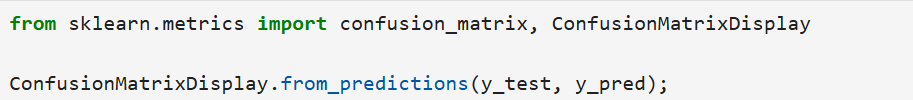 from sklearn.metrics import confusion_matrix, ConfusionMatrixDisplay
ConfusionMatrixDisplay.from_predictions(y_test, y_pred);